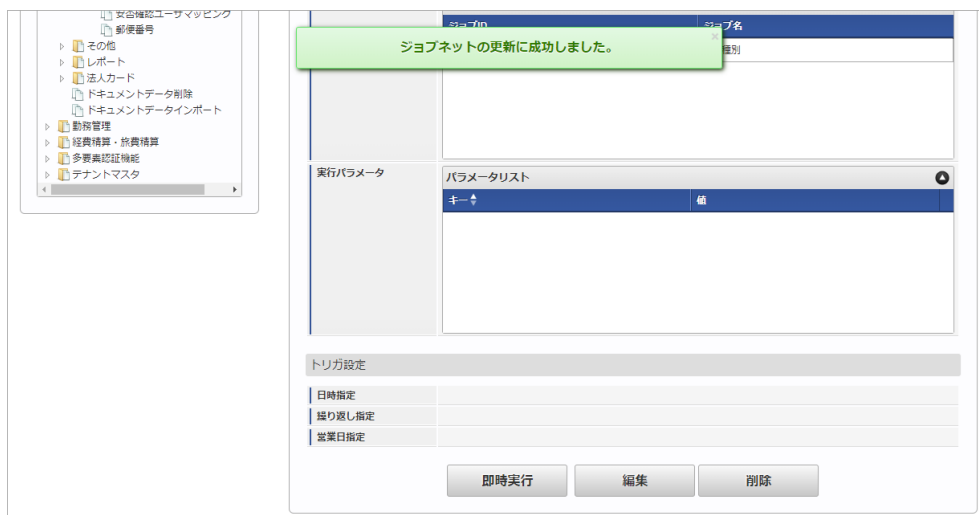 安否確認ユーザマッピング
郵便番号
その他
レポート
法人カード
ドキュメントデータ削除
ドキュメントデータインポート
勤務管理
経費精算・旅費精算
多要素認証機能
テナントマスタ
ジョブID
ジョブ名
ジョブネットの更新に成功しました。
×
種別
実行パラメータ
パラメータリスト
キー
値
トリガ設定
日時指定
繰り返し指定
営業日指定
即時実行
編集
削除